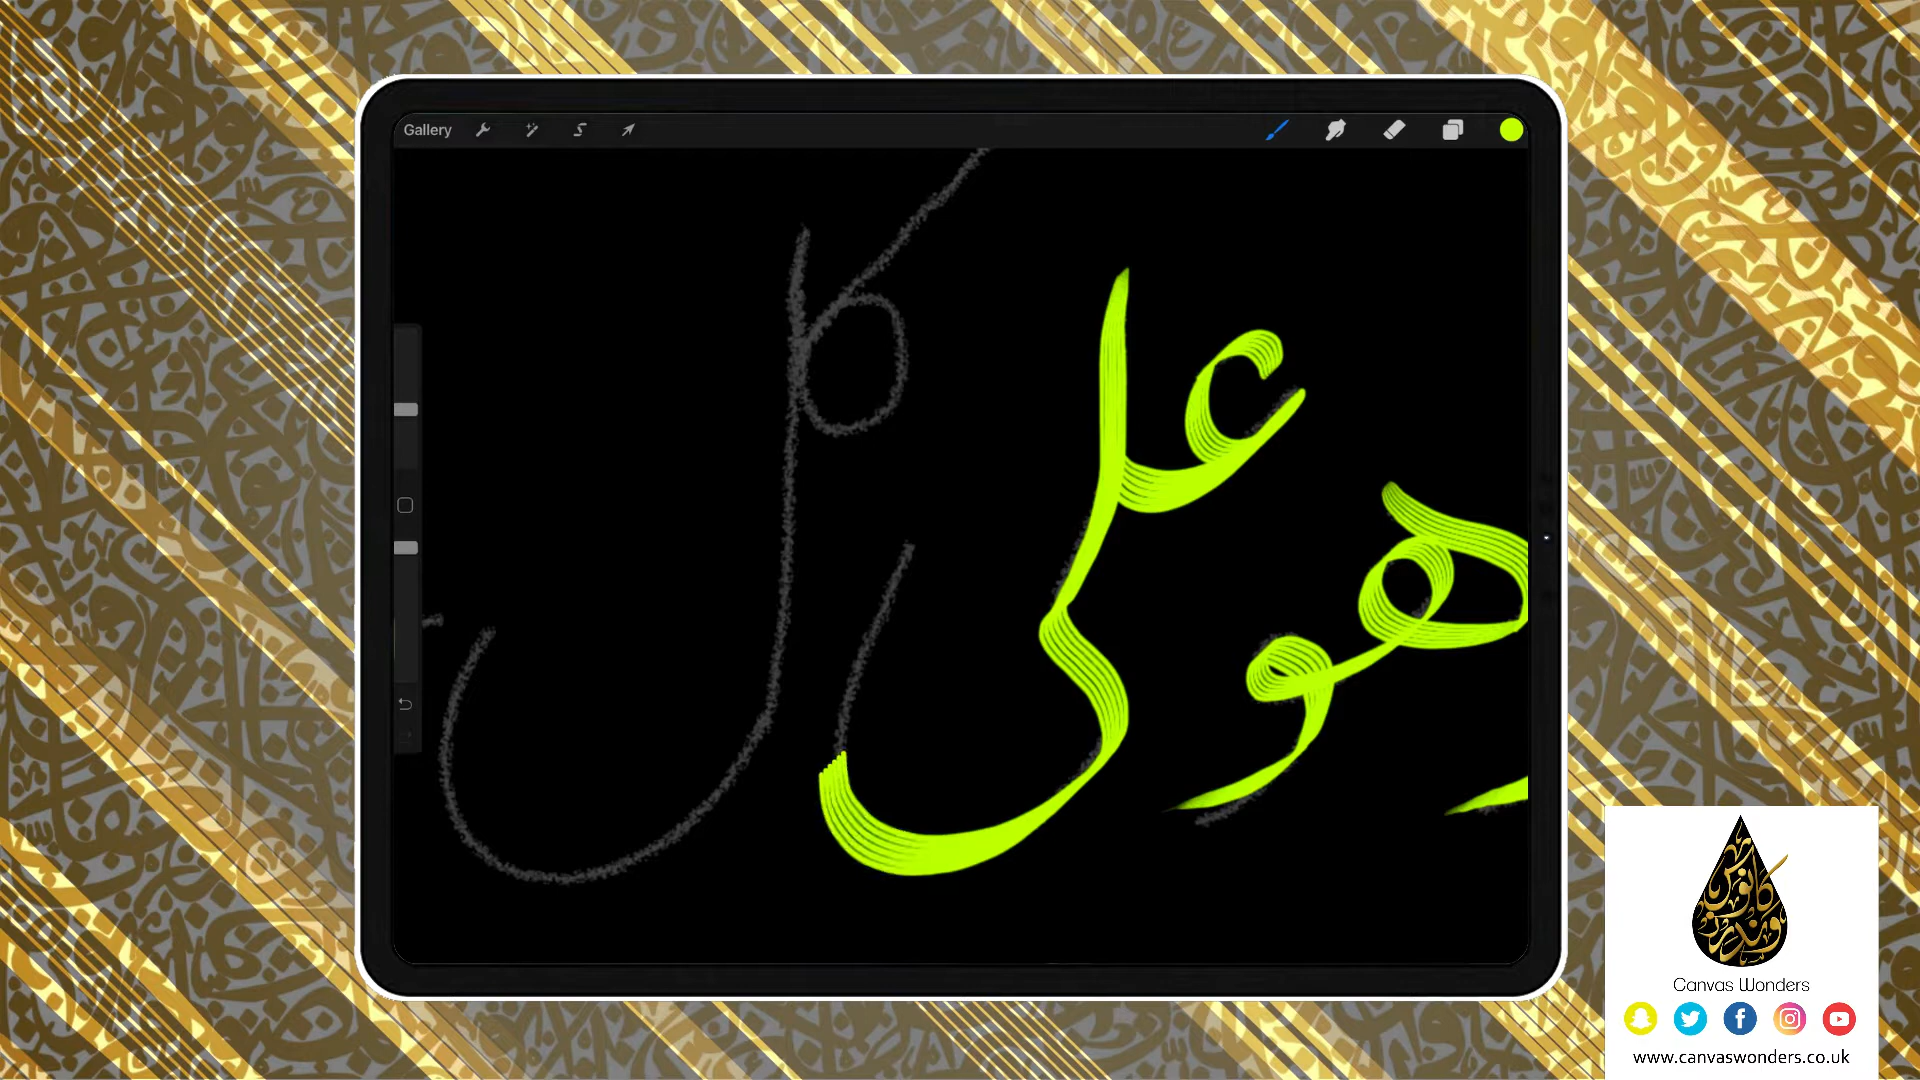 Gallery
هو على كل
Canvas Wonders
www.canvaswonders.co.uk